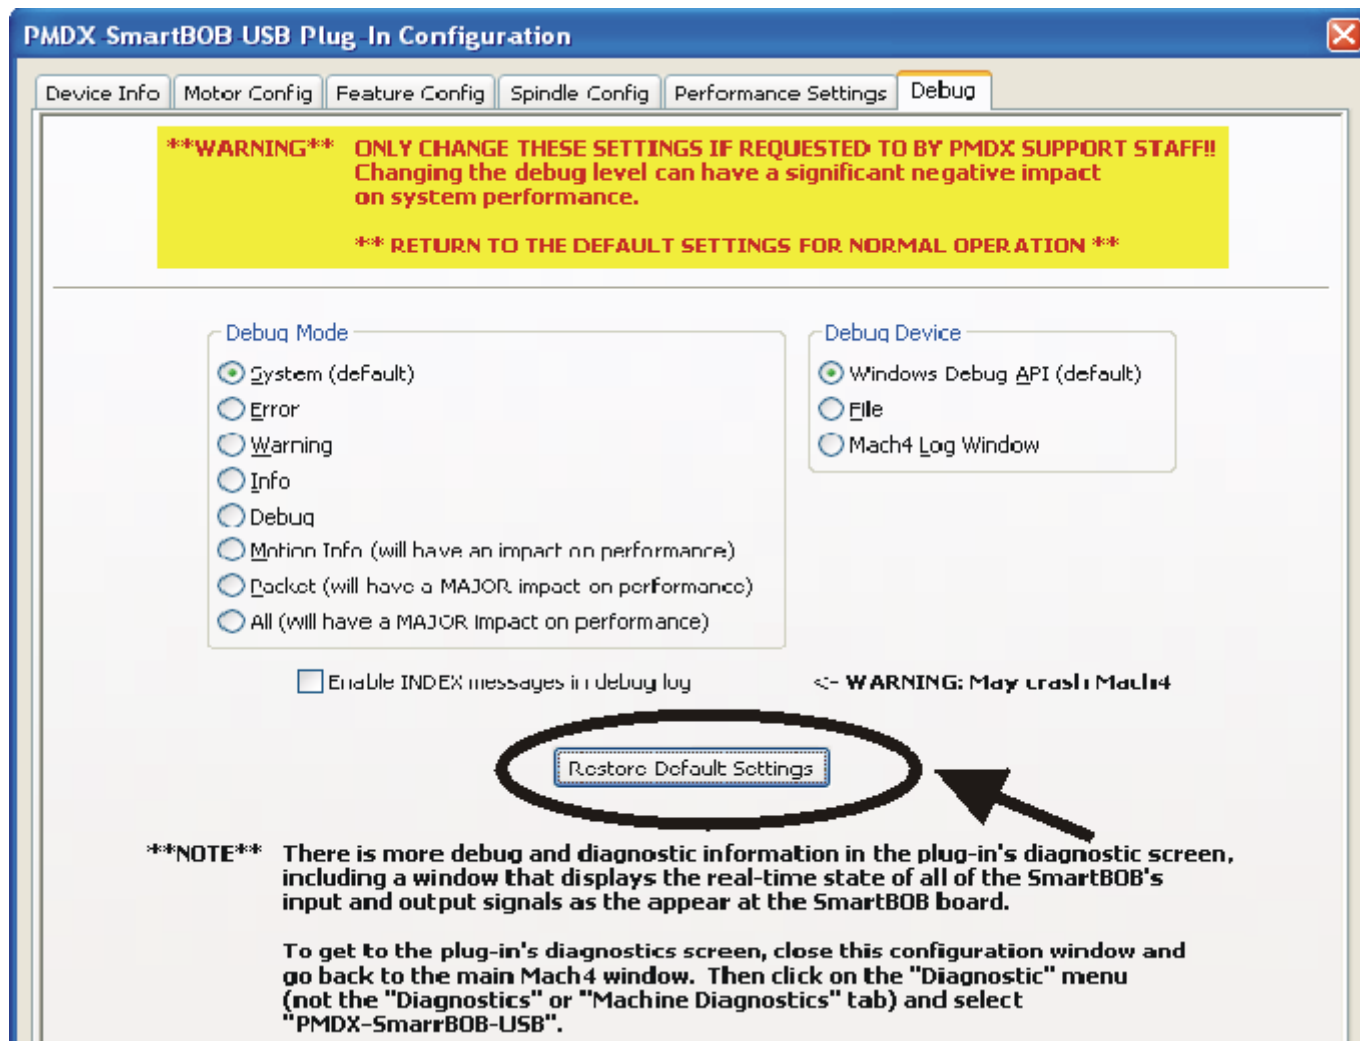 PMDX-SmartBOB-USB Plug-In Configuration
Device Info Motor Config Feature Config Spindle Config Performance Settings Debug
**WARNING** ONLY CHANGE THESE SETTINGS IF REQUESTED TO BY PMDX SUPPORT STAFF!!
Changing the debug level can have a significant negative impact
on system performance.
** RETURN TO THE DEFAULT SETTINGS FOR NORMAL OPERATION **
Debug Mode
System (default)
Error
Warning
Info
Debug
Motion Info (will have an impact on performance)
Packet (will have a MAJOR impact on performance)
All (will have a MAJOR impact on performance)
Debug Device
Windows Debug API (default)
File
Mach4 Log Window
Enable INDEX messages in debug log <- WARNING: May crash Mach4
Restore Default Settings
**NOTE** There is more debug and diagnostic information in the plug-in's diagnostic screen,
including a window that displays the real-time state of all of the SmartBOB's
input and output signals as the appear at the SmartBOB board.
To get to the plug-in's diagnostics screen, close this configuration window and
go back to the main Mach4 window. Then click on the "Diagnostic" menu
(not the "Diagnostics" or "Machine Diagnostics" tab) and select
"PMDX-SmarrBOB-USB".